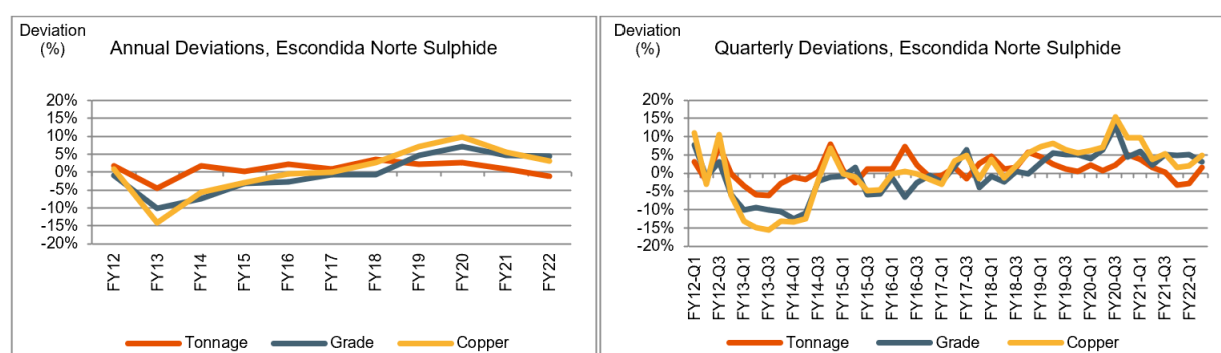 Deviation
(%)
Annual Deviations, Escondida Norte Sulphide
20%
15%
10%
5%
0%
-5%
-10%
-15%
-20%
FY12
FY13
FY14
FY15
FY16
FY17
FY18
FY19
FY20
FY21
FY22
Tonnage Grade Copper
Deviation
(%)
Quarterly Deviations, Escondida Norte Sulphide
20%
15%
10%
5%
0%
-5%
-10%
-15%
-20%
FY12-Q1
FY12-Q3
FY13-Q1
FY13-Q3
FY14-Q1
FY14-Q3
FY15-Q1
FY15-Q3
FY16-Q1
FY16-Q3
FY17-Q1
FY17-Q3
FY18-Q1
FY18-Q3
FY19-Q1
FY19-Q3
FY20-Q1
FY20-Q3
FY21-Q1
FY21-Q3
FY22-Q1
Tonnage Grade Copper